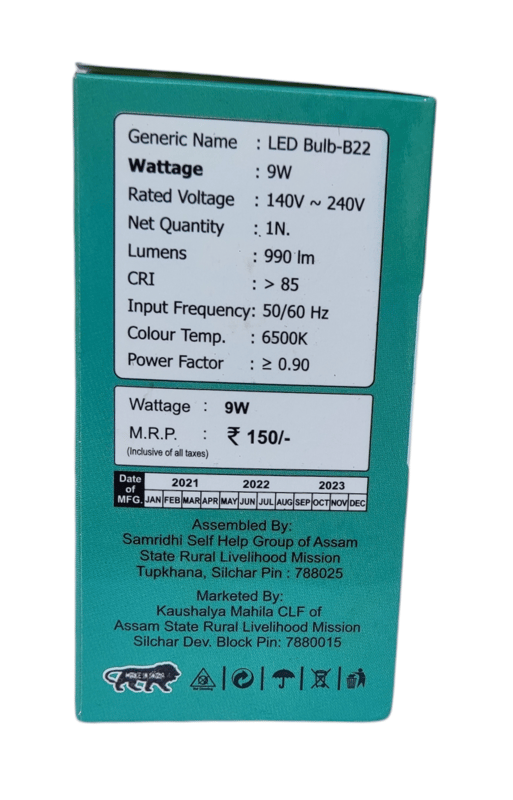 Generic Name : LED Bulb-B22
Wattage : 9W
Rated Voltage : 140V ~ 240V
Net Quantity : 1N.
Lumens : 990 lm
CRI : > 85
Input Frequency: 50/60 Hz
Colour Temp. : 6500K
Power Factor : ≥ 0.90
Wattage : 9W
M.R.P. : ₹ 150/-
(Inclusive of all taxes)
Date of MFG. 2021 2022 2023
JAN FEB MAR APR MAY JUN JUL AUG SEP OCT NOV DEC
Assembled By:
Samridhi Self Help Group of Assam
State Rural Livelihood Mission
Tupkhana, Silchar Pin : 788025
Marketed By:
Kaushalya Mahila CLF of
Assam State Rural Livelihood Mission
Silchar Dev. Block Pin: 7880015
MAKE IN INDIA